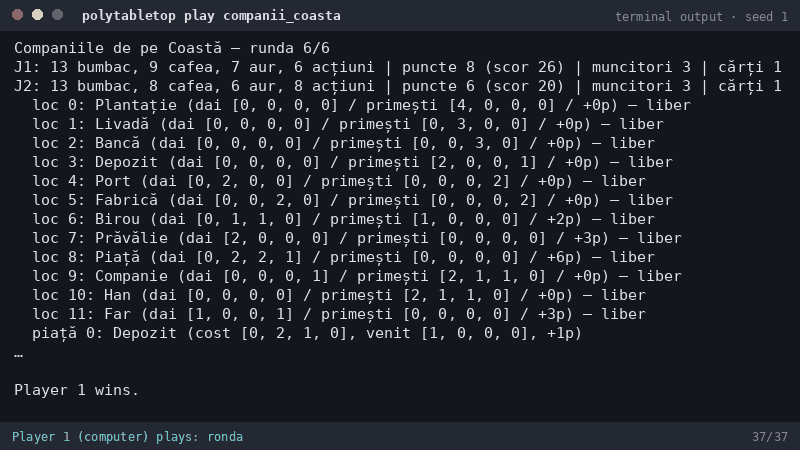 polytabletop play companii_coasta
terminal output · seed 1
Companiile de pe Coastă — runda 6/6
J1: 13 bumbac, 9 cafea, 7 aur, 6 acțiuni | puncte 8 (scor 26) | muncitori 3 | cărți 1
J2: 13 bumbac, 8 cafea, 6 aur, 8 acțiuni | puncte 6 (scor 20) | muncitori 3 | cărți 1
loc 0: Plantație (dai [0, 0, 0, 0] / primești [4, 0, 0, 0] / +0p) — liber
loc 1: Livadă (dai [0, 0, 0, 0] / primești [0, 3, 0, 0] / +0p) — liber
loc 2: Bancă (dai [0, 0, 0, 0] / primești [0, 0, 3, 0] / +0p) — liber
loc 3: Depozit (dai [0, 0, 0, 0] / primești [2, 0, 0, 1] / +0p) — liber
loc 4: Port (dai [0, 2, 0, 0] / primești [0, 0, 0, 2] / +0p) — liber
loc 5: Fabrică (dai [0, 0, 2, 0] / primești [0, 0, 0, 2] / +0p) — liber
loc 6: Birou (dai [0, 1, 1, 0] / primești [1, 0, 0, 0] / +2p) — liber
loc 7: Prăvălie (dai [2, 0, 0, 0] / primești [0, 0, 0, 0] / +3p) — liber
loc 8: Piață (dai [0, 2, 2, 1] / primești [0, 0, 0, 0] / +6p) — liber
loc 9: Companie (dai [0, 0, 0, 1] / primești [2, 1, 1, 0] / +0p) — liber
loc 10: Han (dai [0, 0, 0, 0] / primești [2, 1, 1, 0] / +0p) — liber
loc 11: Far (dai [1, 0, 0, 1] / primești [0, 0, 0, 0] / +3p) — liber
piață 0: Depozit (cost [0, 2, 1, 0], venit [1, 0, 0, 0], +1p)
…
Player 1 wins.
Player 1 (computer) plays: ronda
37/37